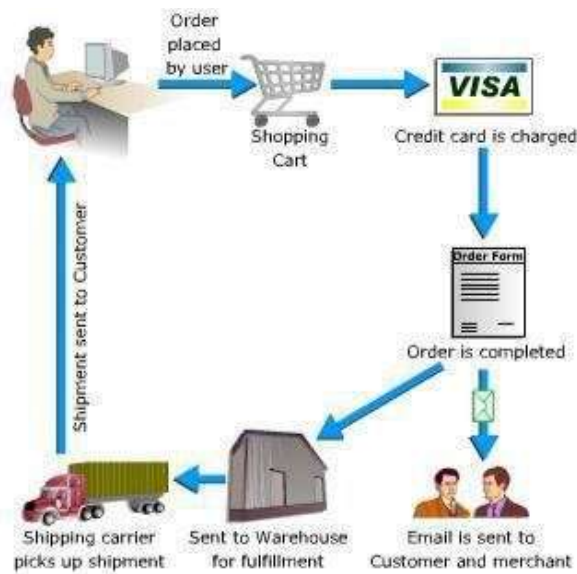 Order
placed
by user
Shopping
Cart
VISA
Credit card is charged
Order Form
Order is completed
Email is sent to
Customer and merchant
Sent to Warehouse
for fulfillment
Shipping carrier
picks up shipment
Shipment sent to Customer